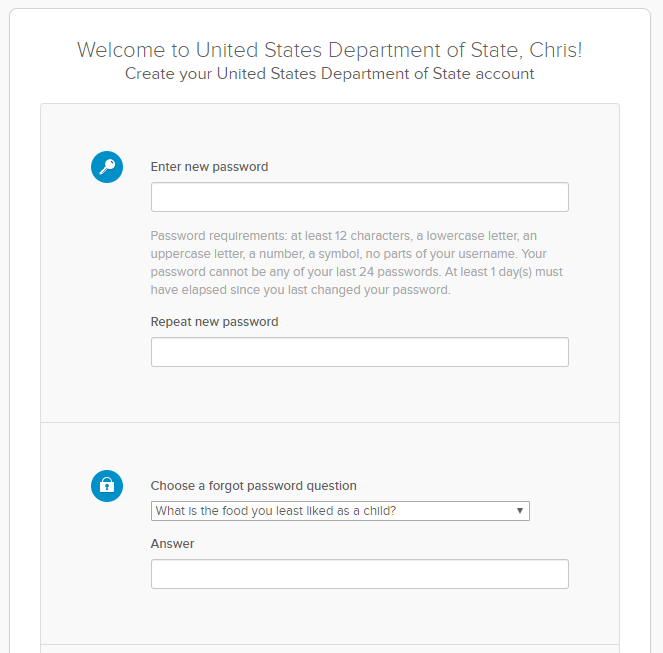 Welcome to United States Department of State, Chris!
Create your United States Department of State account
Enter new password
Password requirements: at least 12 characters, a lowercase letter, an
uppercase letter, a number, a symbol, no parts of your username. Your
password cannot be any of your last 24 passwords. At least 1 day(s) must
have elapsed since you last changed your password.
Repeat new password
Choose a forgot password question
What is the food you least liked as a child?
Answer